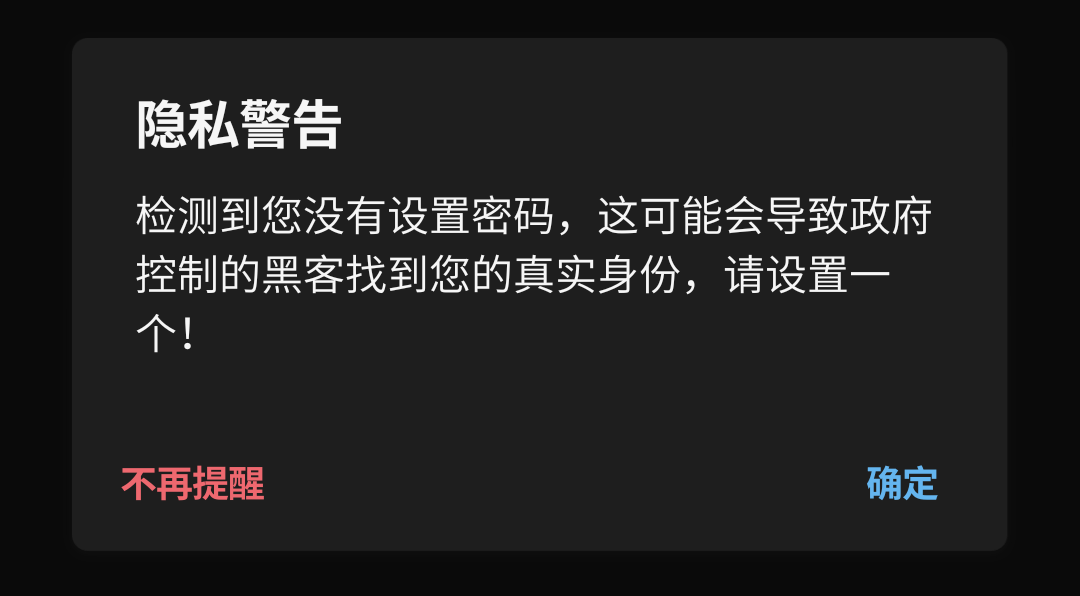 隐私警告
检测到您没有设置密码，这可能会导致政府
控制的黑客找到您的真实身份，请设置一
个！
不再提醒
确定